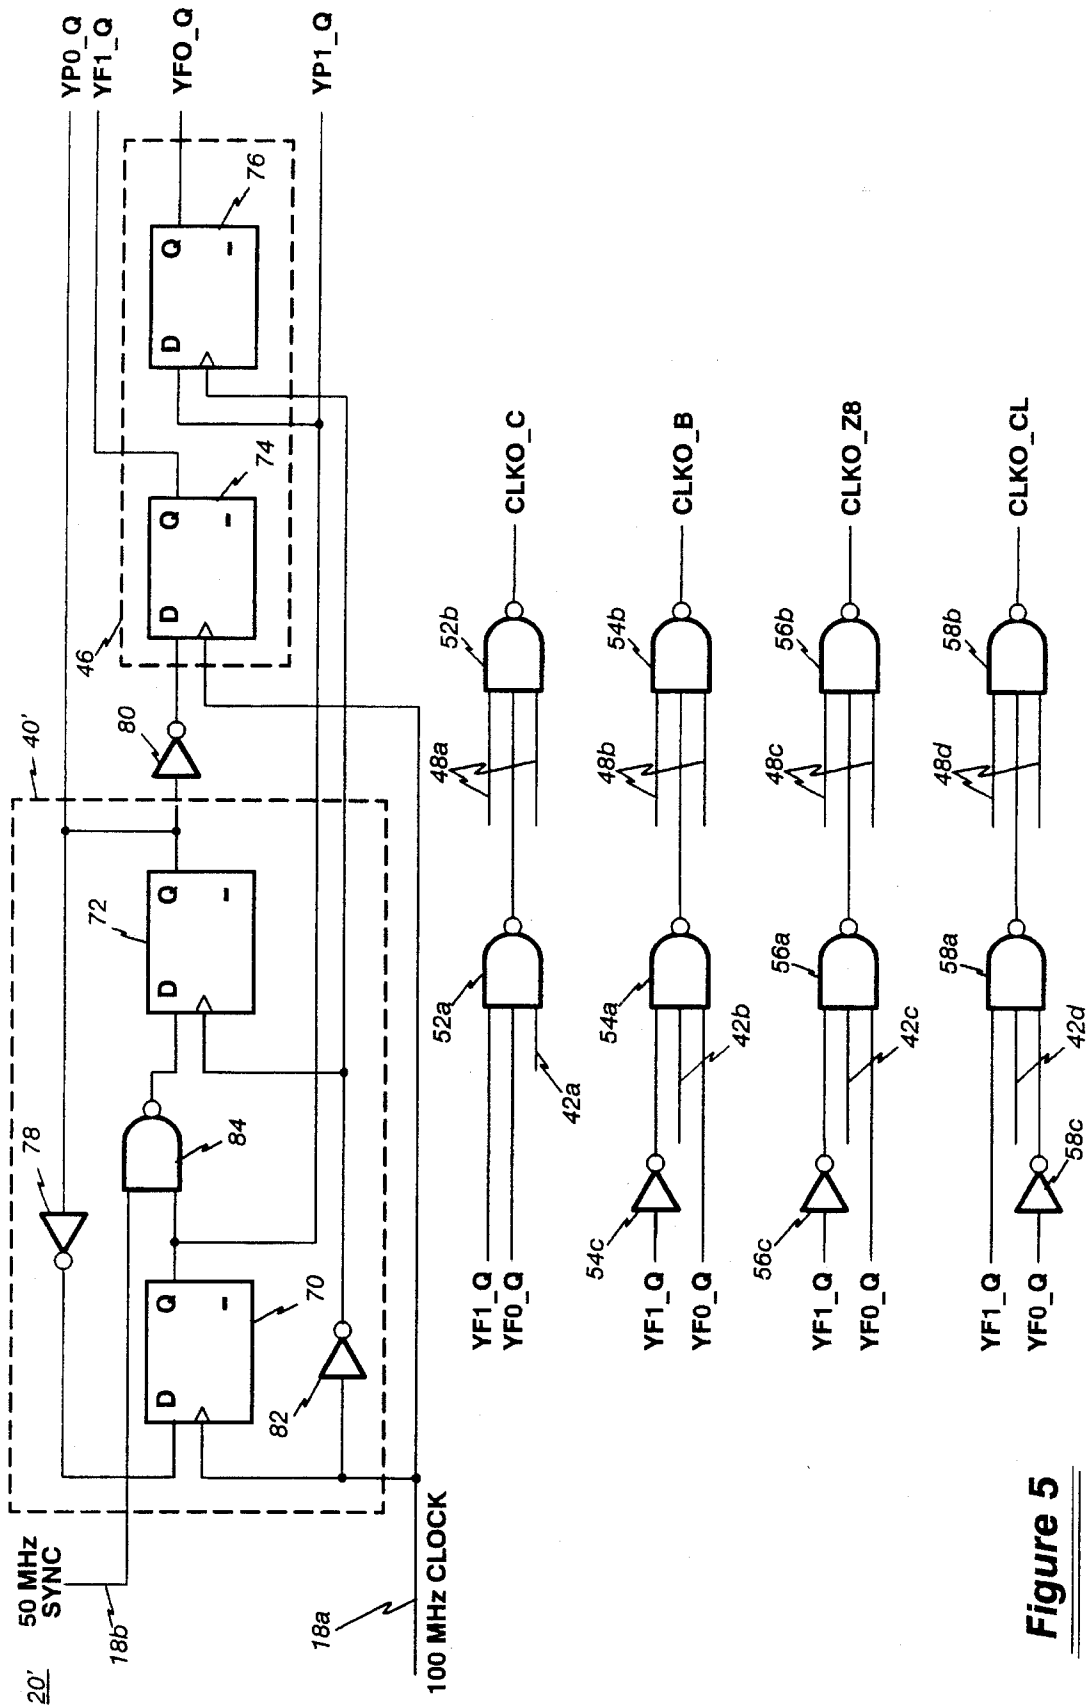 20'
50 MHz
SYNC
18b
18a
100 MHz CLOCK
40'
78
84
D
Q
70
82
72
D
Q
80
46
D
Q
74
D
Q
76
YP0_Q
YF1_Q
YFO_Q
YP1_Q
YF1_Q
YF0_Q
42a
52a
48a
52b
CLKO_C
YF1_Q
YF0_Q
54c
42b
54a
48b
54b
CLKO_B
YF1_Q
YF0_Q
56c
42c
56a
48c
56b
CLKO_Z8
YF1_Q
YF0_Q
58c
42d
58a
48d
58b
CLKO_CL
Figure 5